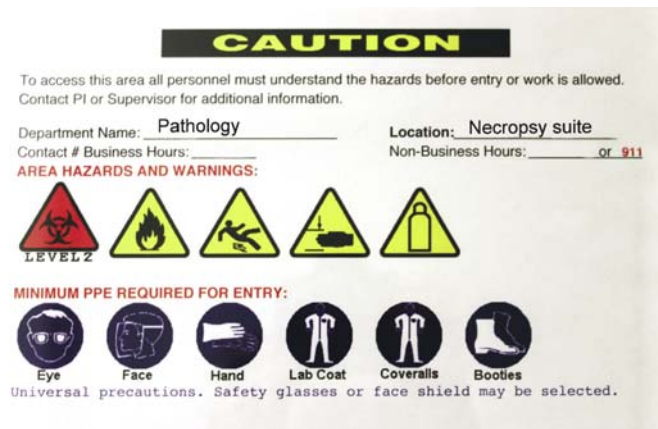 CAUTION
To access this area all personnel must understand the hazards before entry or work is allowed.
Contact PI or Supervisor for additional information.
Department Name: Pathology Location: Necropsy suite
Contact # Business Hours: Non-Business Hours: or 911
AREA HAZARDS AND WARNINGS:
LEVEL2
MINIMUM PPE REQUIRED FOR ENTRY:
Eye Face Hand Lab Coat Coveralls Booties
Universal precautions. Safety glasses or face shield may be selected.